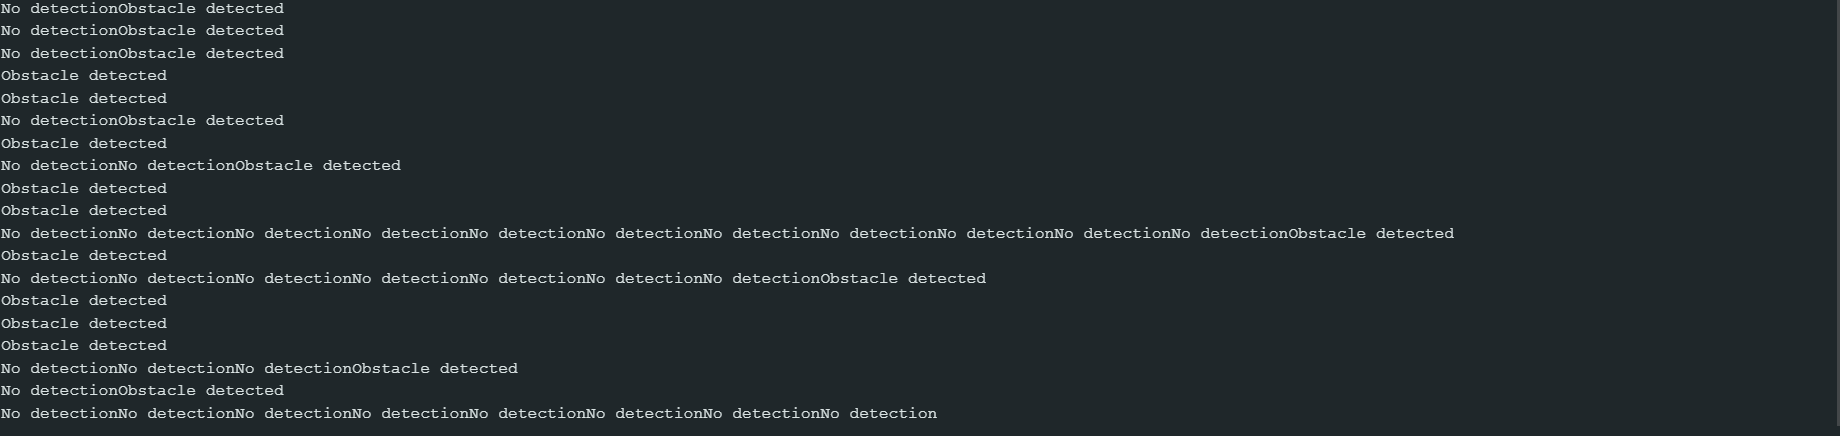 No detectionObstacle detected
No detectionObstacle detected
No detectionObstacle detected
Obstacle detected
Obstacle detected
No detectionObstacle detected
Obstacle detected
No detectionNo detectionObstacle detected
Obstacle detected
Obstacle detected
No detectionNo detectionNo detectionNo detectionNo detectionNo detectionNo detectionNo detectionNo detectionNo detectionNo detectionObstacle detected
Obstacle detected
No detectionNo detectionNo detectionNo detectionNo detectionNo detectionNo detectionObstacle detected
Obstacle detected
Obstacle detected
Obstacle detected
No detectionNo detectionNo detectionObstacle detected
No detectionObstacle detected
No detectionNo detectionNo detectionNo detectionNo detectionNo detectionNo detectionNo detection